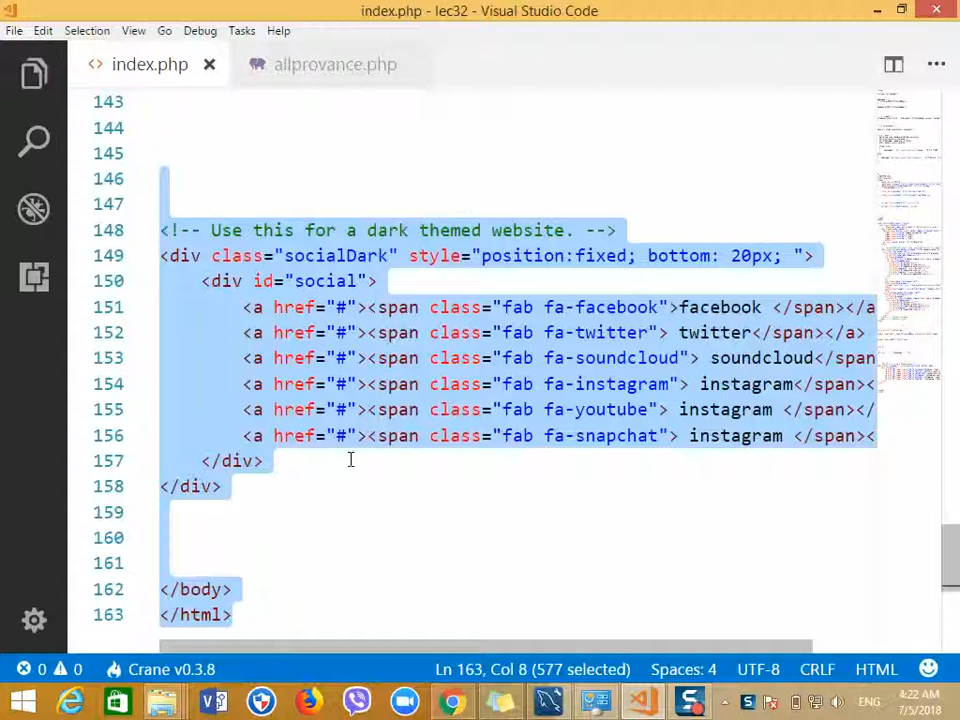 index.php - lec32 - Visual Studio Code
File Edit Selection View Go Debug Tasks Help
<> index.php × allprovance.php
143
144
145
146
147
148 <!-- Use this for a dark themed website. -->
149 <div class="socialDark" style="position:fixed; bottom: 20px; ">
150 <div id="social">
151 <a href="#"><span class="fab fa-facebook">facebook </span></a
152 <a href="#"><span class="fab fa-twitter"> twitter</span></a>
153 <a href="#"><span class="fab fa-soundcloud"> soundcloud</span
154 <a href="#"><span class="fab fa-instagram"> instagram</span><
155 <a href="#"><span class="fab fa-youtube"> instagram </span></
156 <a href="#"><span class="fab fa-snapchat"> instagram </span><
157 </div>
158 </div>
159
160
161
162 </body>
163 </html>
0 0 Crane v0.3.8 Ln 163, Col 8 (577 selected) Spaces: 4 UTF-8 CRLF HTML
ENG
4:22 AM
7/5/2018